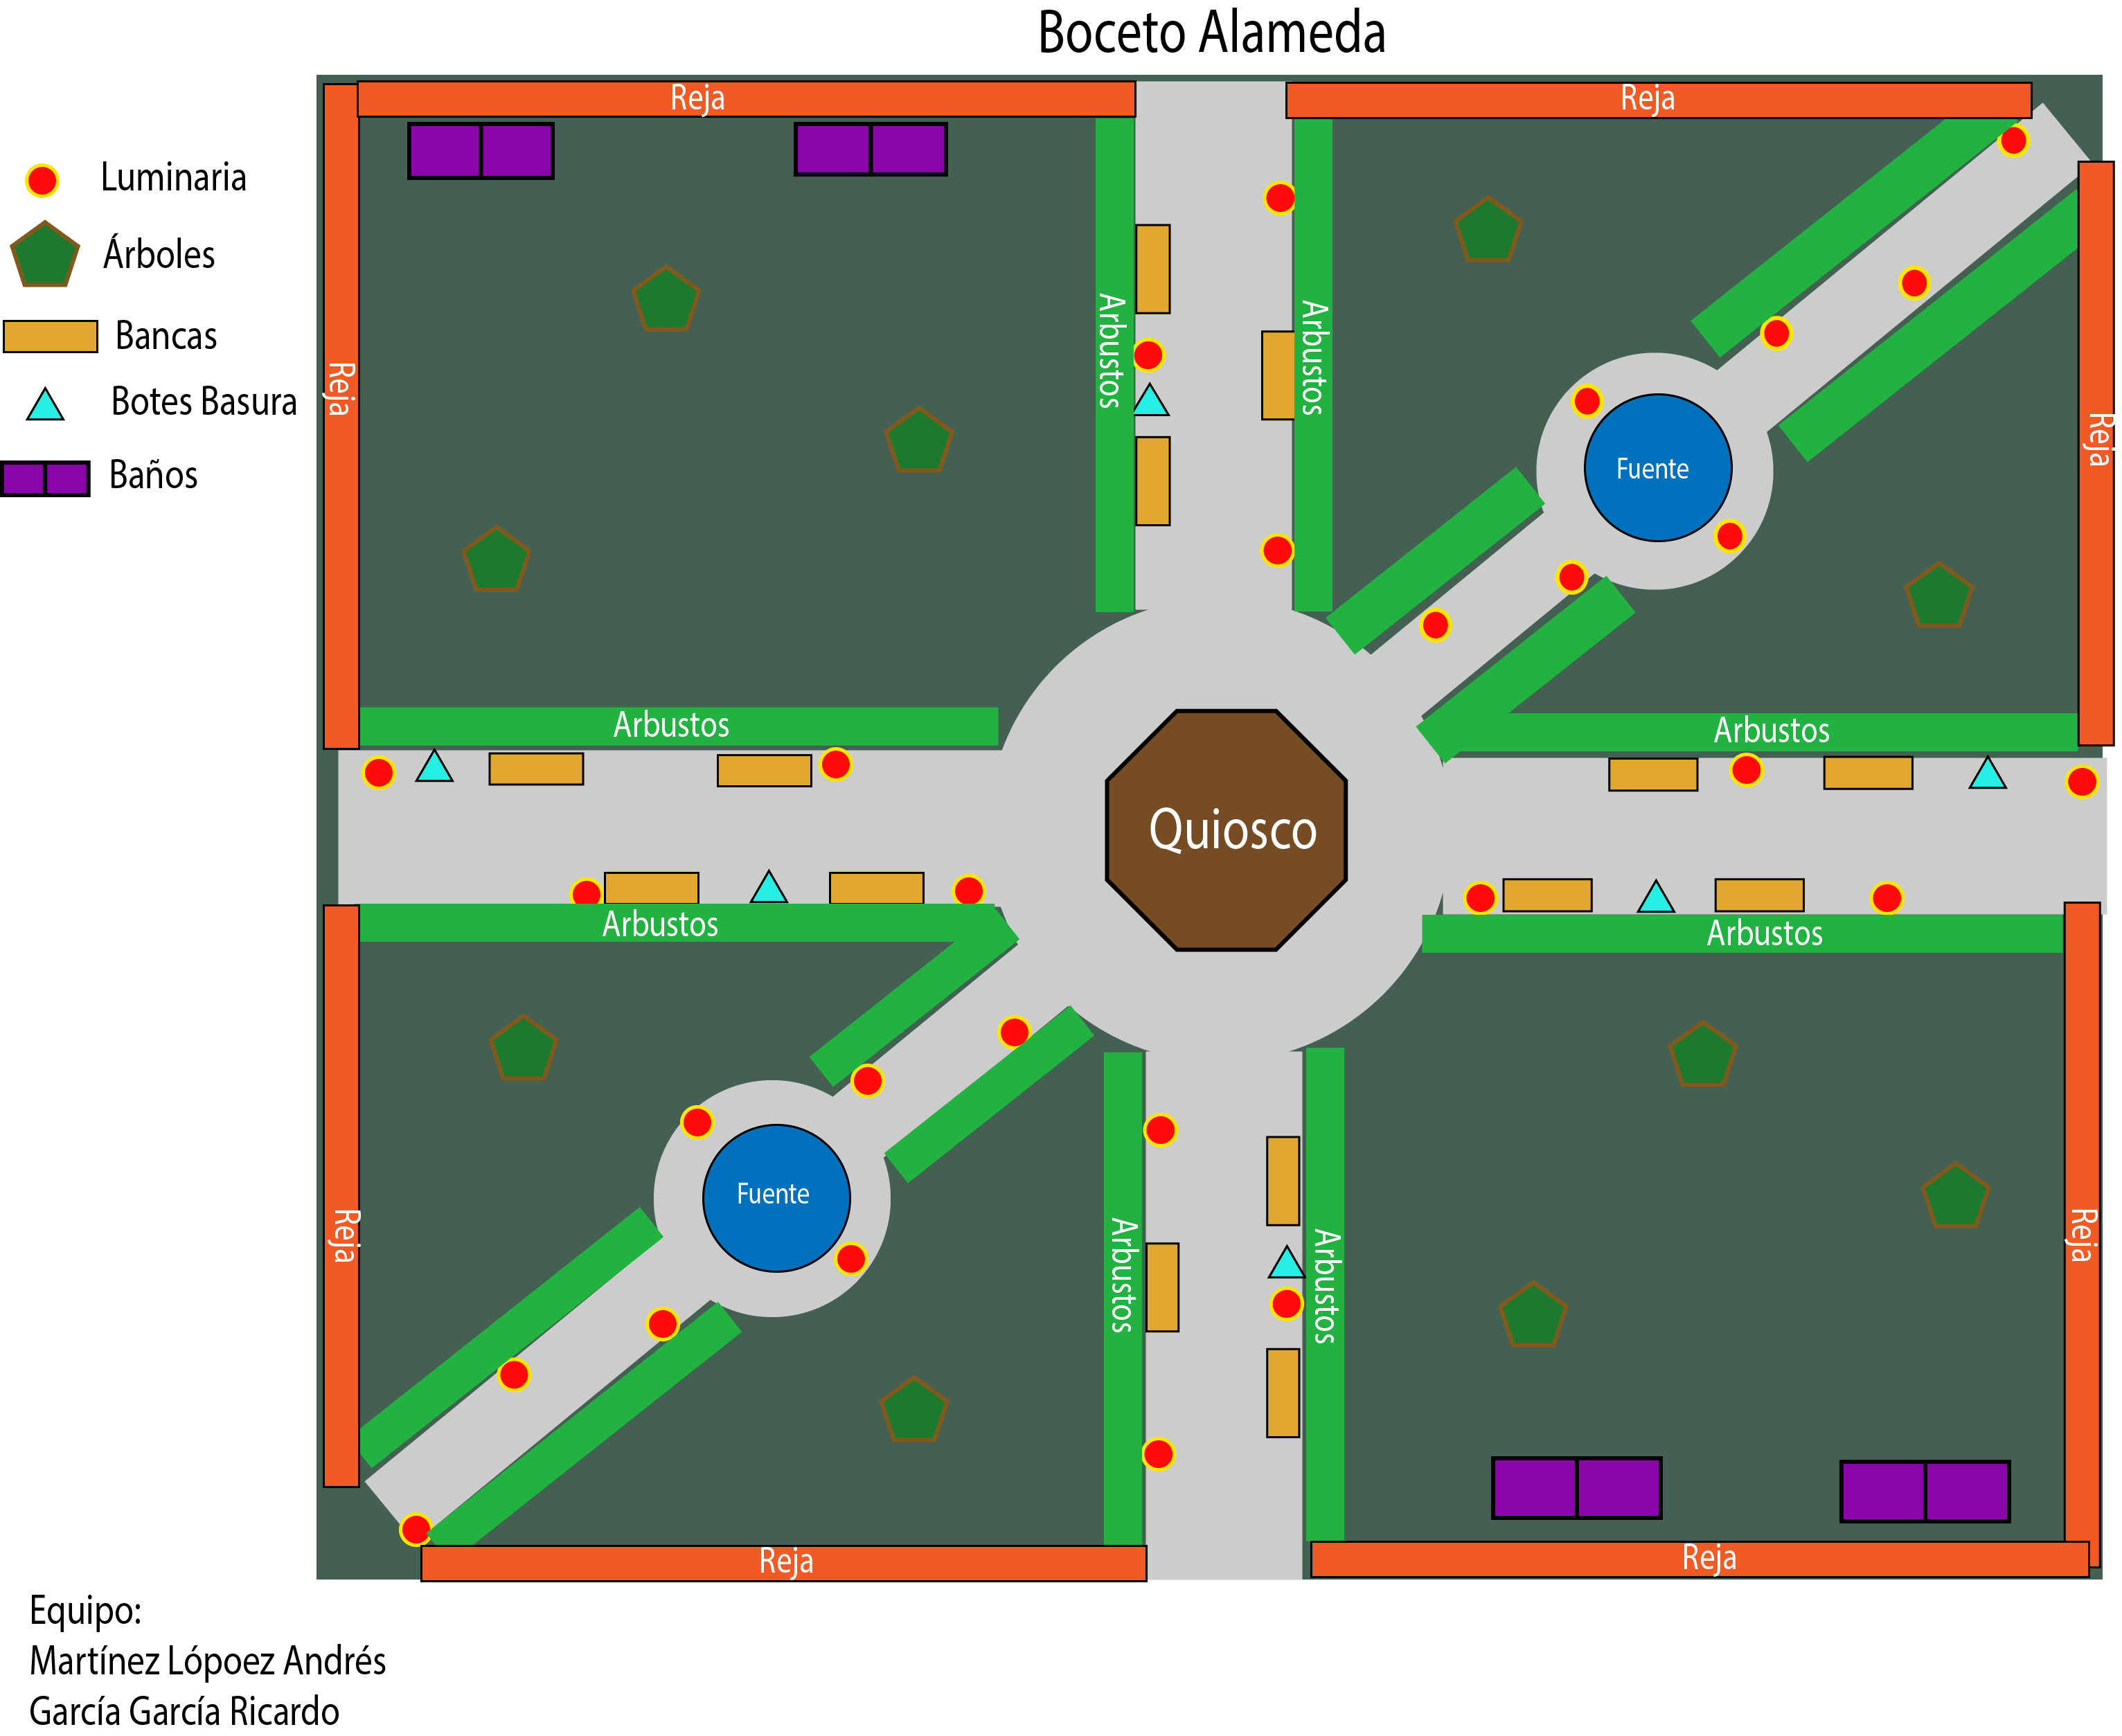 Boceto Alameda
Luminaria
Árboles
Bancas
Botes Basura
Baños
Reja
Reja
Reja
Arbustos
Arbustos
Reja
Fuente
Arbustos
Arbustos
Quiosco
Arbustos
Arbustos
Fuente
Reja
Arbustos
Arbustos
Reja
Reja
Reja
Equipo:
Martínez Lópoez Andrés
García García Ricardo